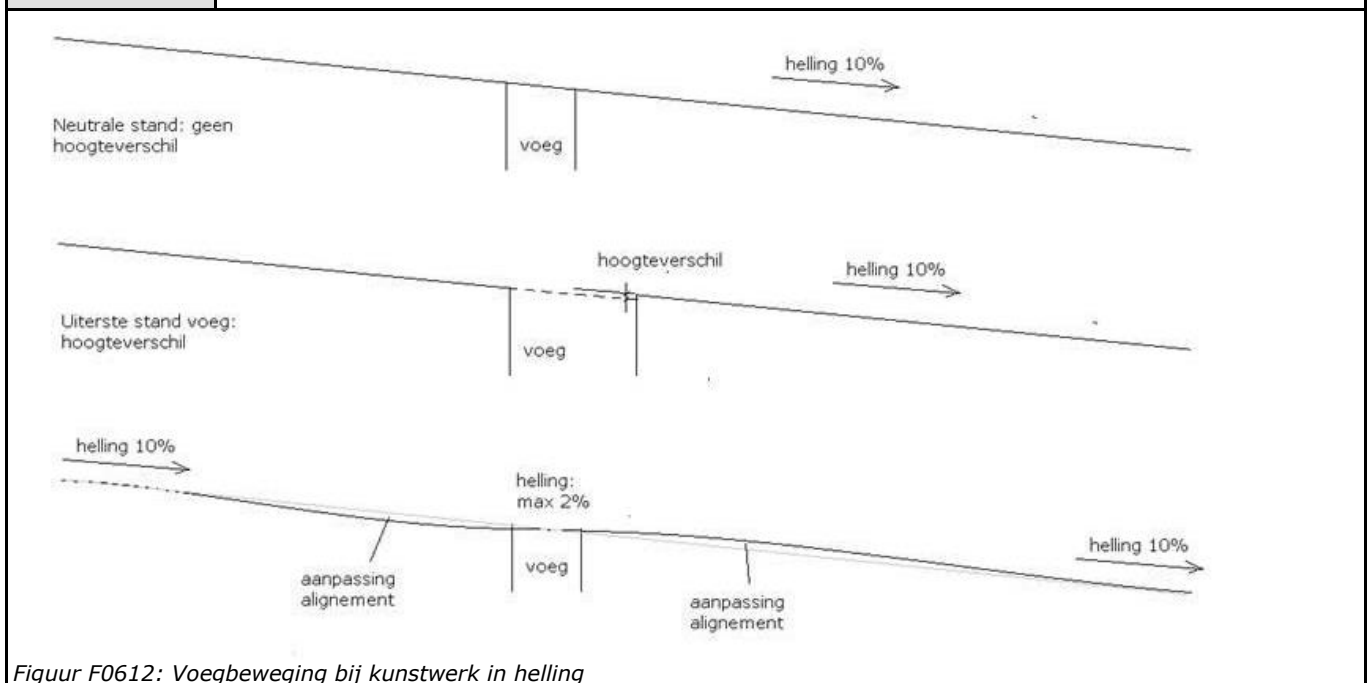 helling 10%
Neutrale stand: geen
hoogteverschil
voeg
hoogteverschil
helling 10%
Uiterste stand voeg:
hoogteverschil
voeg
helling 10%
helling:
max 2%
helling 10%
voeg
aanpassing
alignement
aanpassing
alignement
Figuur F0612: Voegbeweging bij kunstwerk in helling